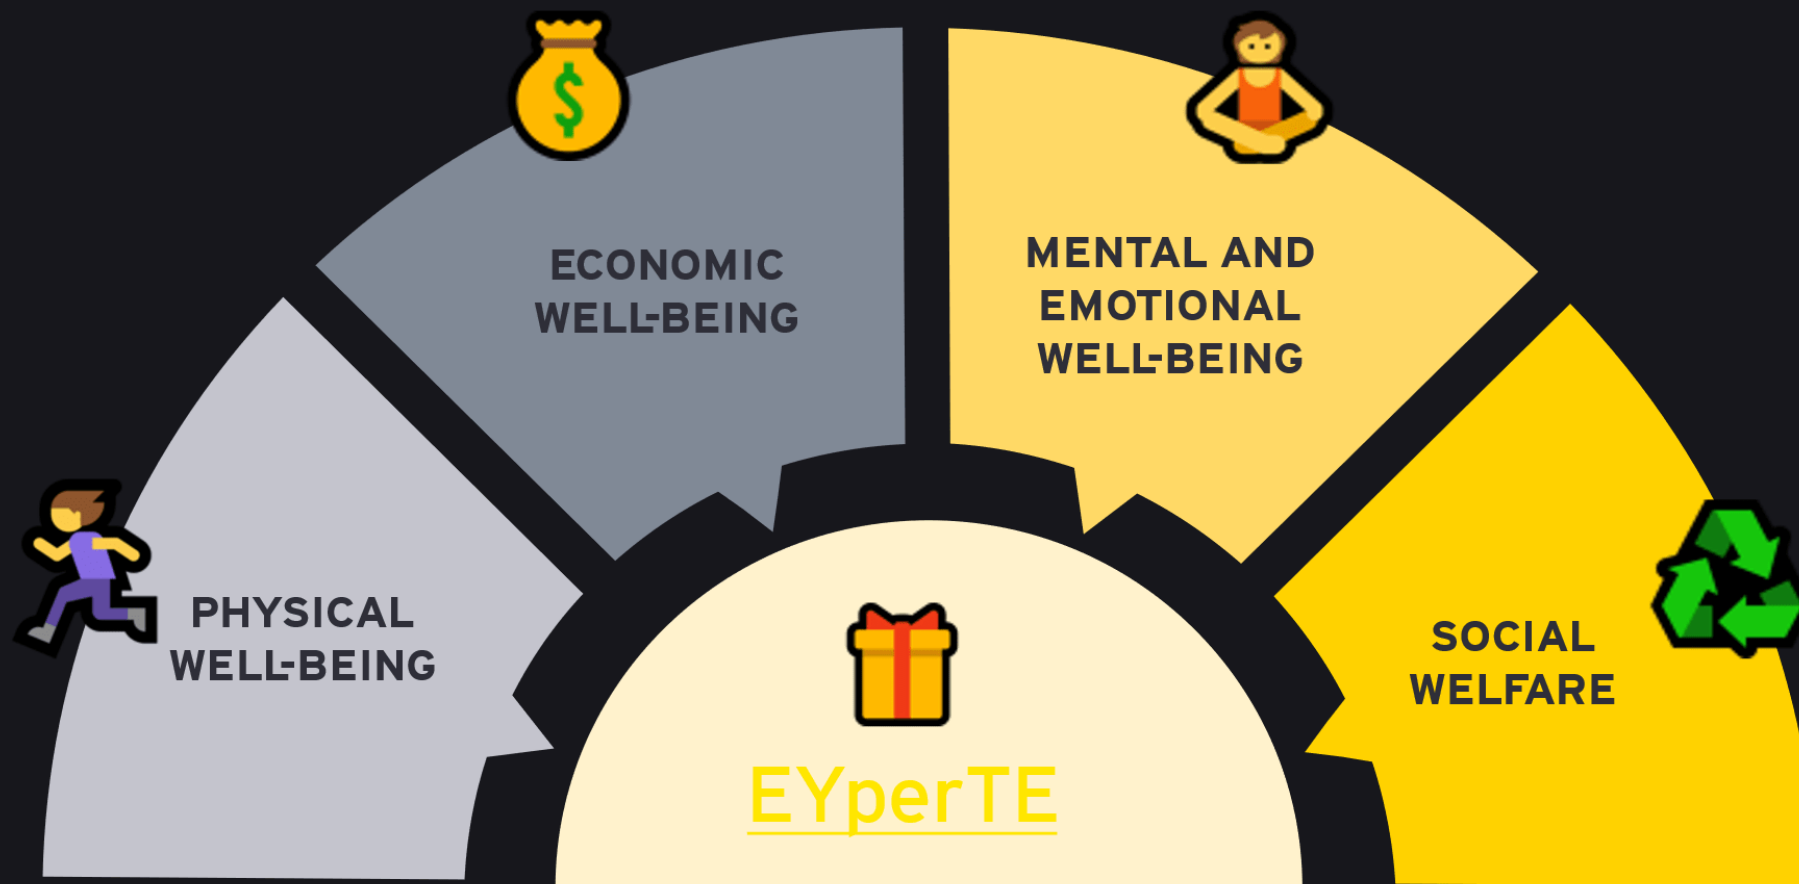 ECONOMIC
WELL-BEING
MENTAL AND
EMOTIONAL
WELL-BEING
PHYSICAL
WELL-BEING
SOCIAL
WELFARE
$
EYperTE